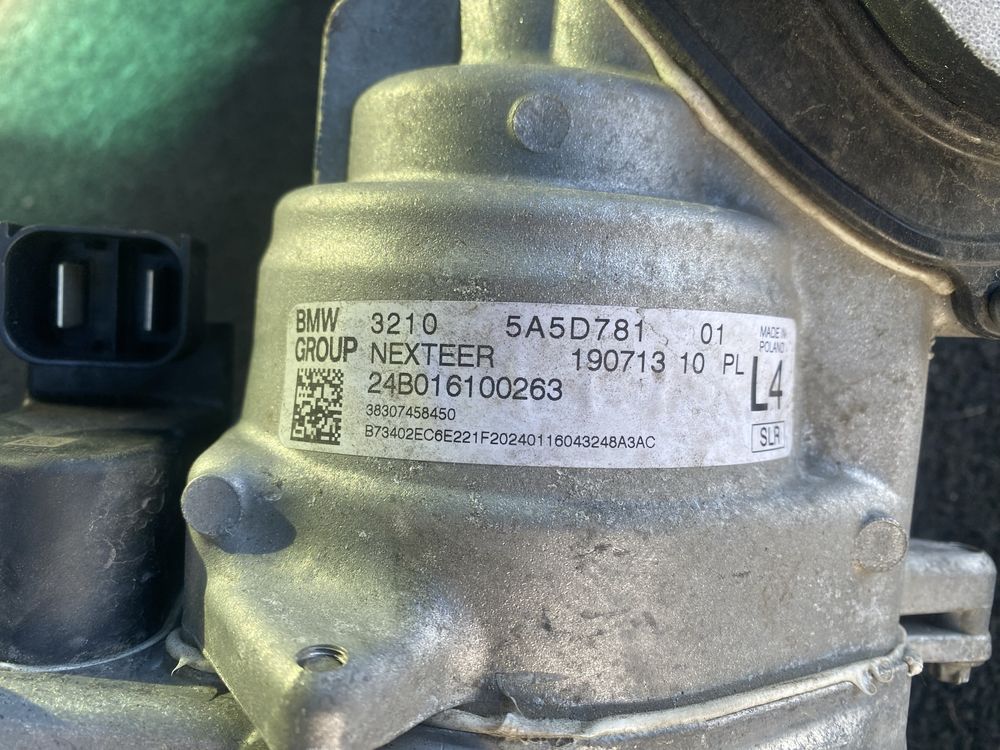 BMW GROUP
3210 5A5D781 01
NEXTEER 190713 10 PL
24B016100263
38307458450
B73402EC6E221F20240116043248A3AC
MADE IN POLAND
L4
SLR